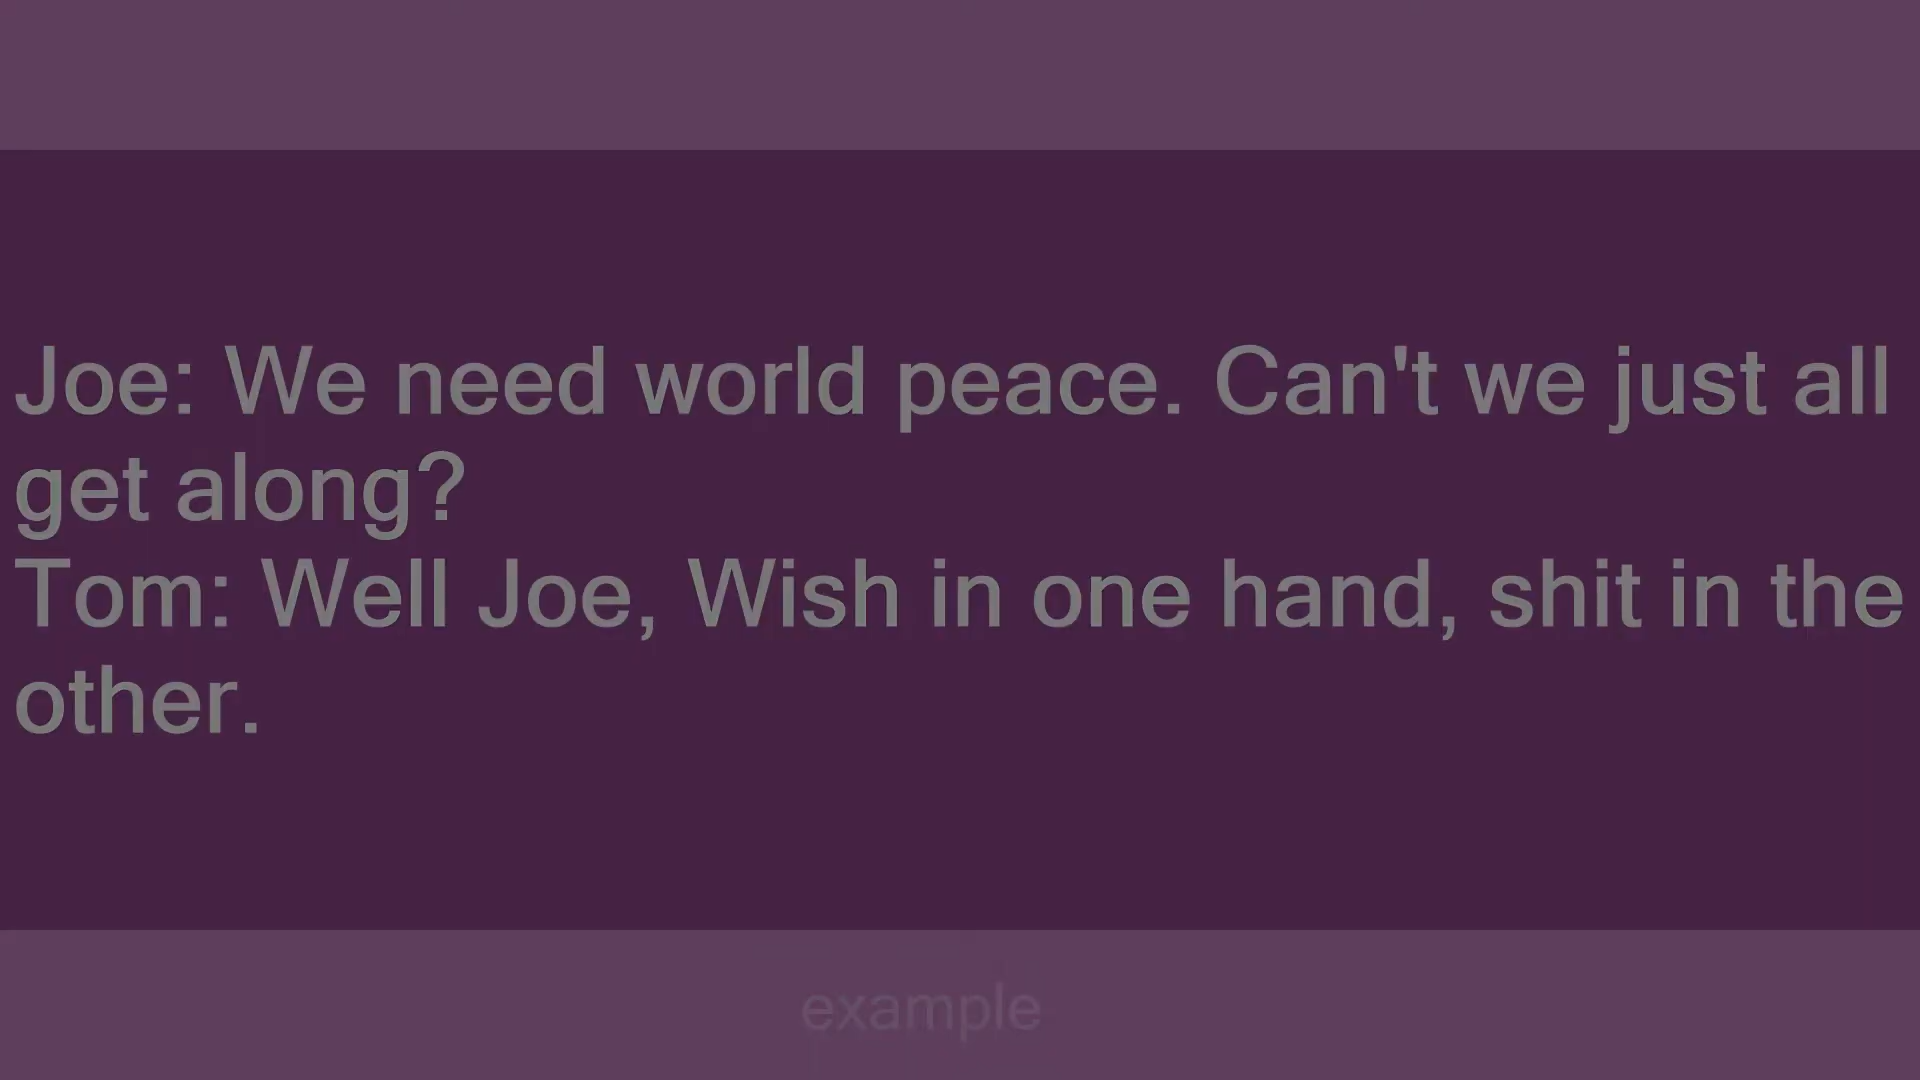 Joe: We need world peace. Can't we just all
get along?
Tom: Well Joe, Wish in one hand, shit in the
other.
example